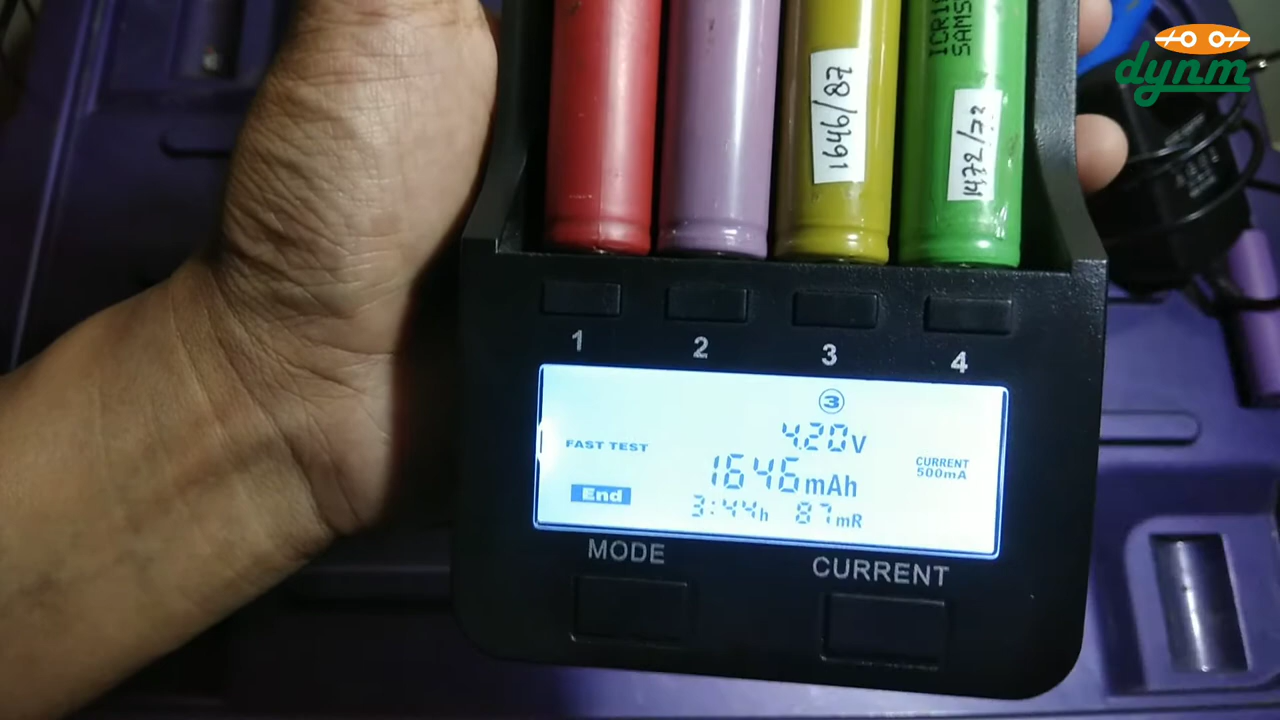 dynm
ICR18
SAMS
1646/87
1472/72
1
2
3
4
3
4.20V
FAST TEST
1646mAh
CURRENT
500mA
End
3:44h 87mR
MODE
CURRENT